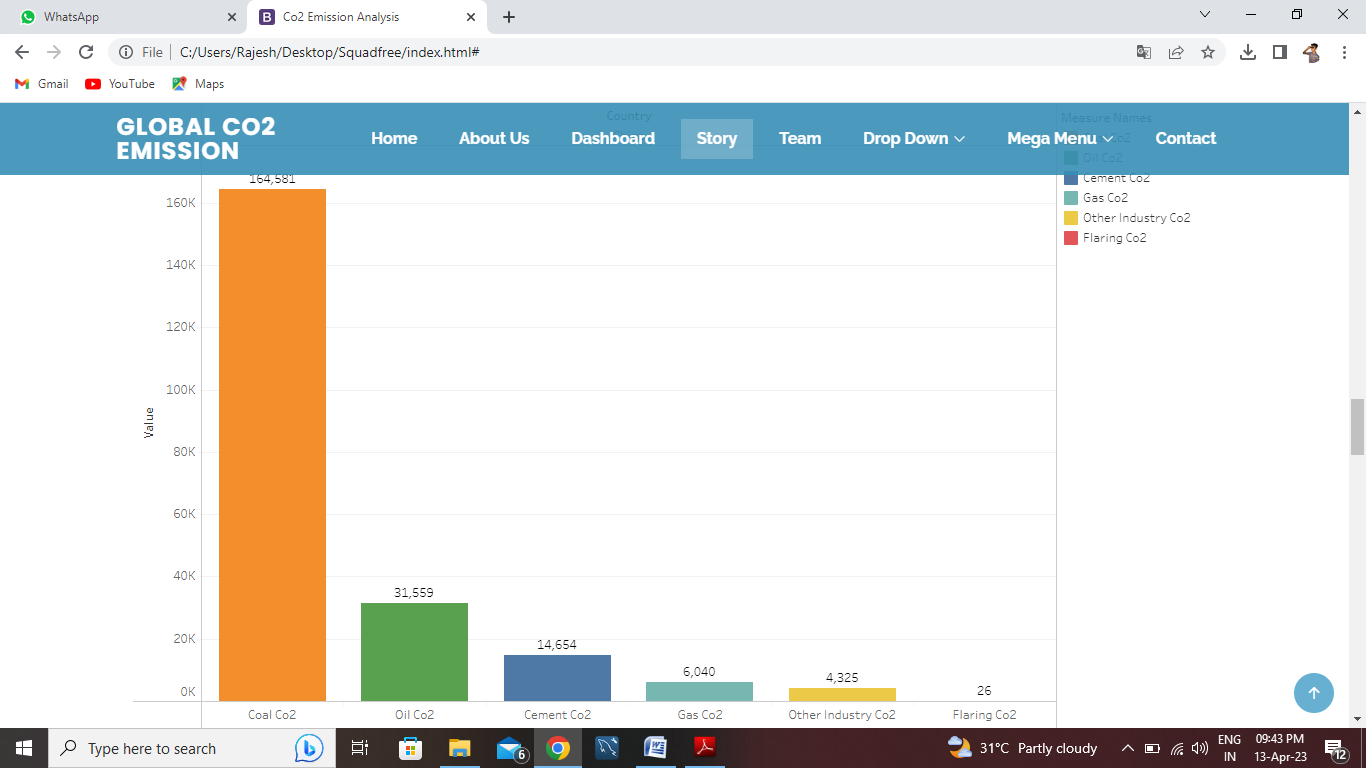 WhatsApp
Co2 Emission Analysis
File C:/Users/Rajesh/Desktop/Squadfree/index.html#
Gmail YouTube Maps
GLOBAL CO2
EMISSION
Home About Us Dashboard Story Team Drop Down Mega Menu Contact
Country
Measure Names
Oil Co2
Cement Co2
Gas Co2
Other Industry Co2
Flaring Co2
164,581
160K
140K
120K
100K
80K
60K
40K
20K
0K
Value
31,559
14,654
6,040
4,325
26
Coal Co2 Oil Co2 Cement Co2 Gas Co2 Other Industry Co2 Flaring Co2
Type here to search
6
31°C Partly cloudy
ENG
IN
09:43 PM
13-Apr-23
12